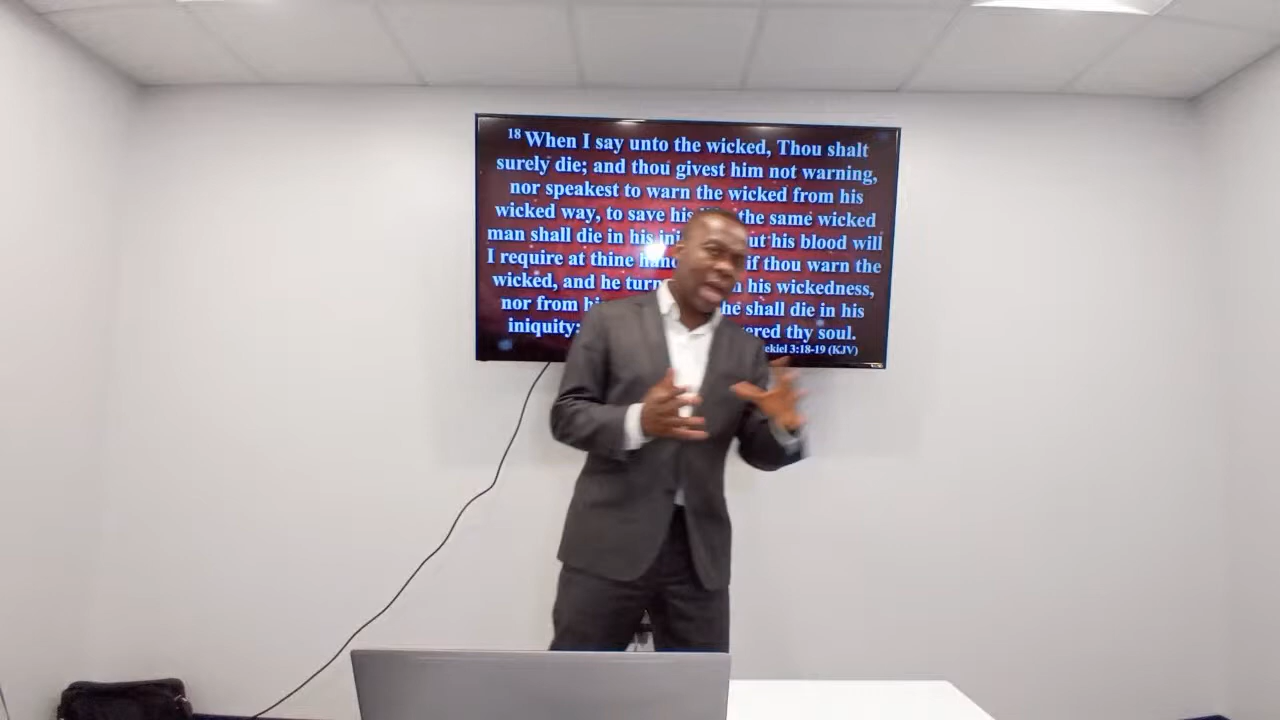 18 When I say unto the wicked, Thou shalt
surely die; and thou givest him not warning,
nor speakest to warn the wicked from his
wicked way, to save his the same wicked
man shall die in his his blood will
I require at thine if thou warn the
wicked, and he his wickedness,
nor from he shall die in his
iniquity: thy soul.
3:18-19 (KJV)